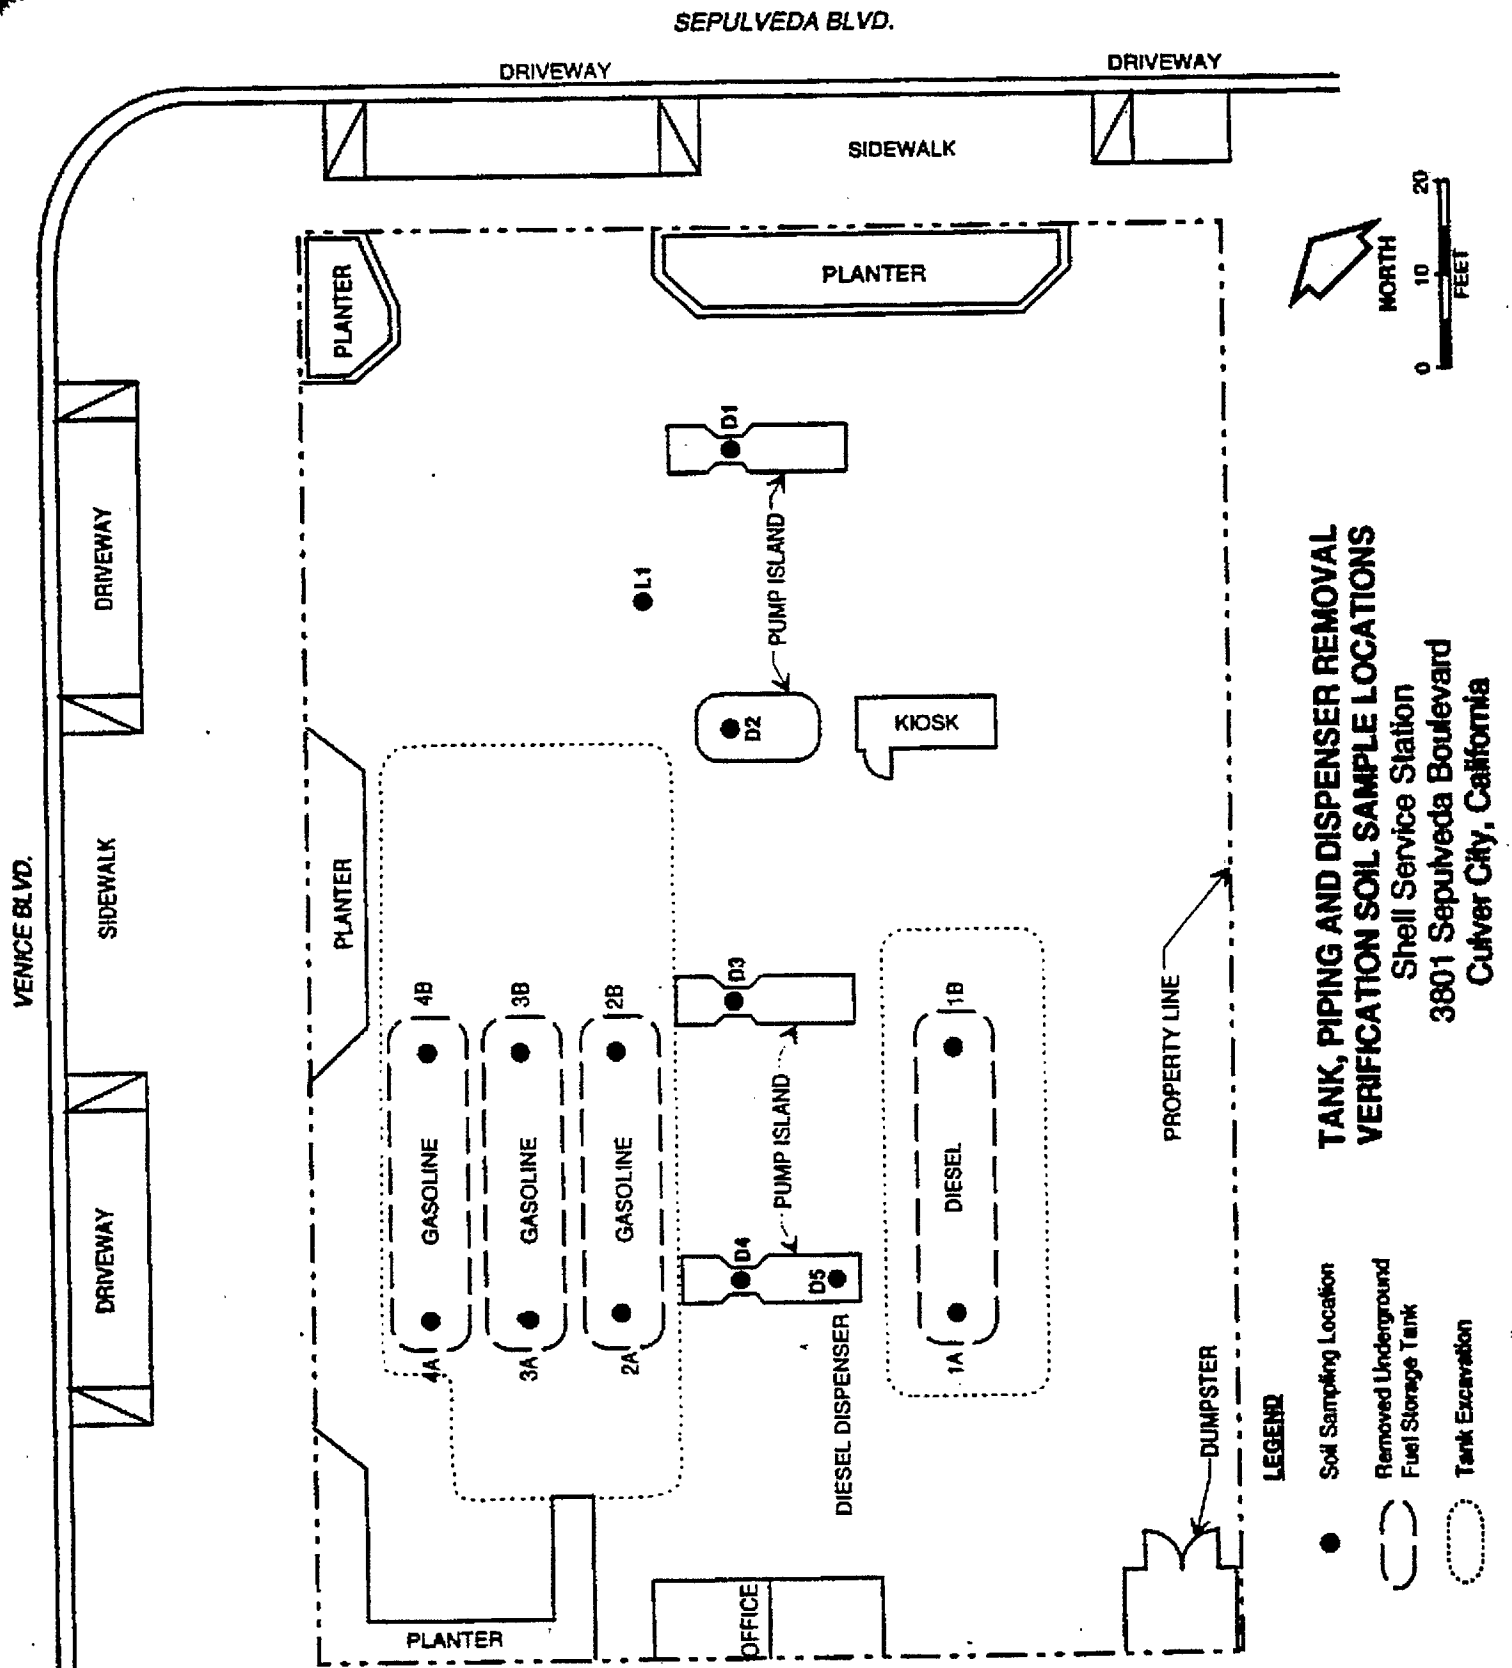 SEPULVEDA BLVD.
DRIVEWAY
DRIVEWAY
SIDEWALK
PLANTER
PLANTER
NORTH
0 10 20
FEET
D1
DRIVEWAY
L1
PUMP ISLAND
D2
KIOSK
VENICE BLVD.
SIDEWALK
PLANTER
4B
3B
2B
D3
1B
PROPERTY LINE
GASOLINE
GASOLINE
GASOLINE
PUMP ISLAND
DIESEL
DRIVEWAY
D4
D5
4A
3A
2A
1A
DIESEL DISPENSER
DUMPSTER
OFFICE
PLANTER
TANK, PIPING AND DISPENSER REMOVAL
VERIFICATION SOIL SAMPLE LOCATIONS
Shell Service Station
3801 Sepulveda Boulevard
Culver City, California
LEGEND
Soil Sampling Location
Removed Underground
Fuel Storage Tank
Tank Excavation